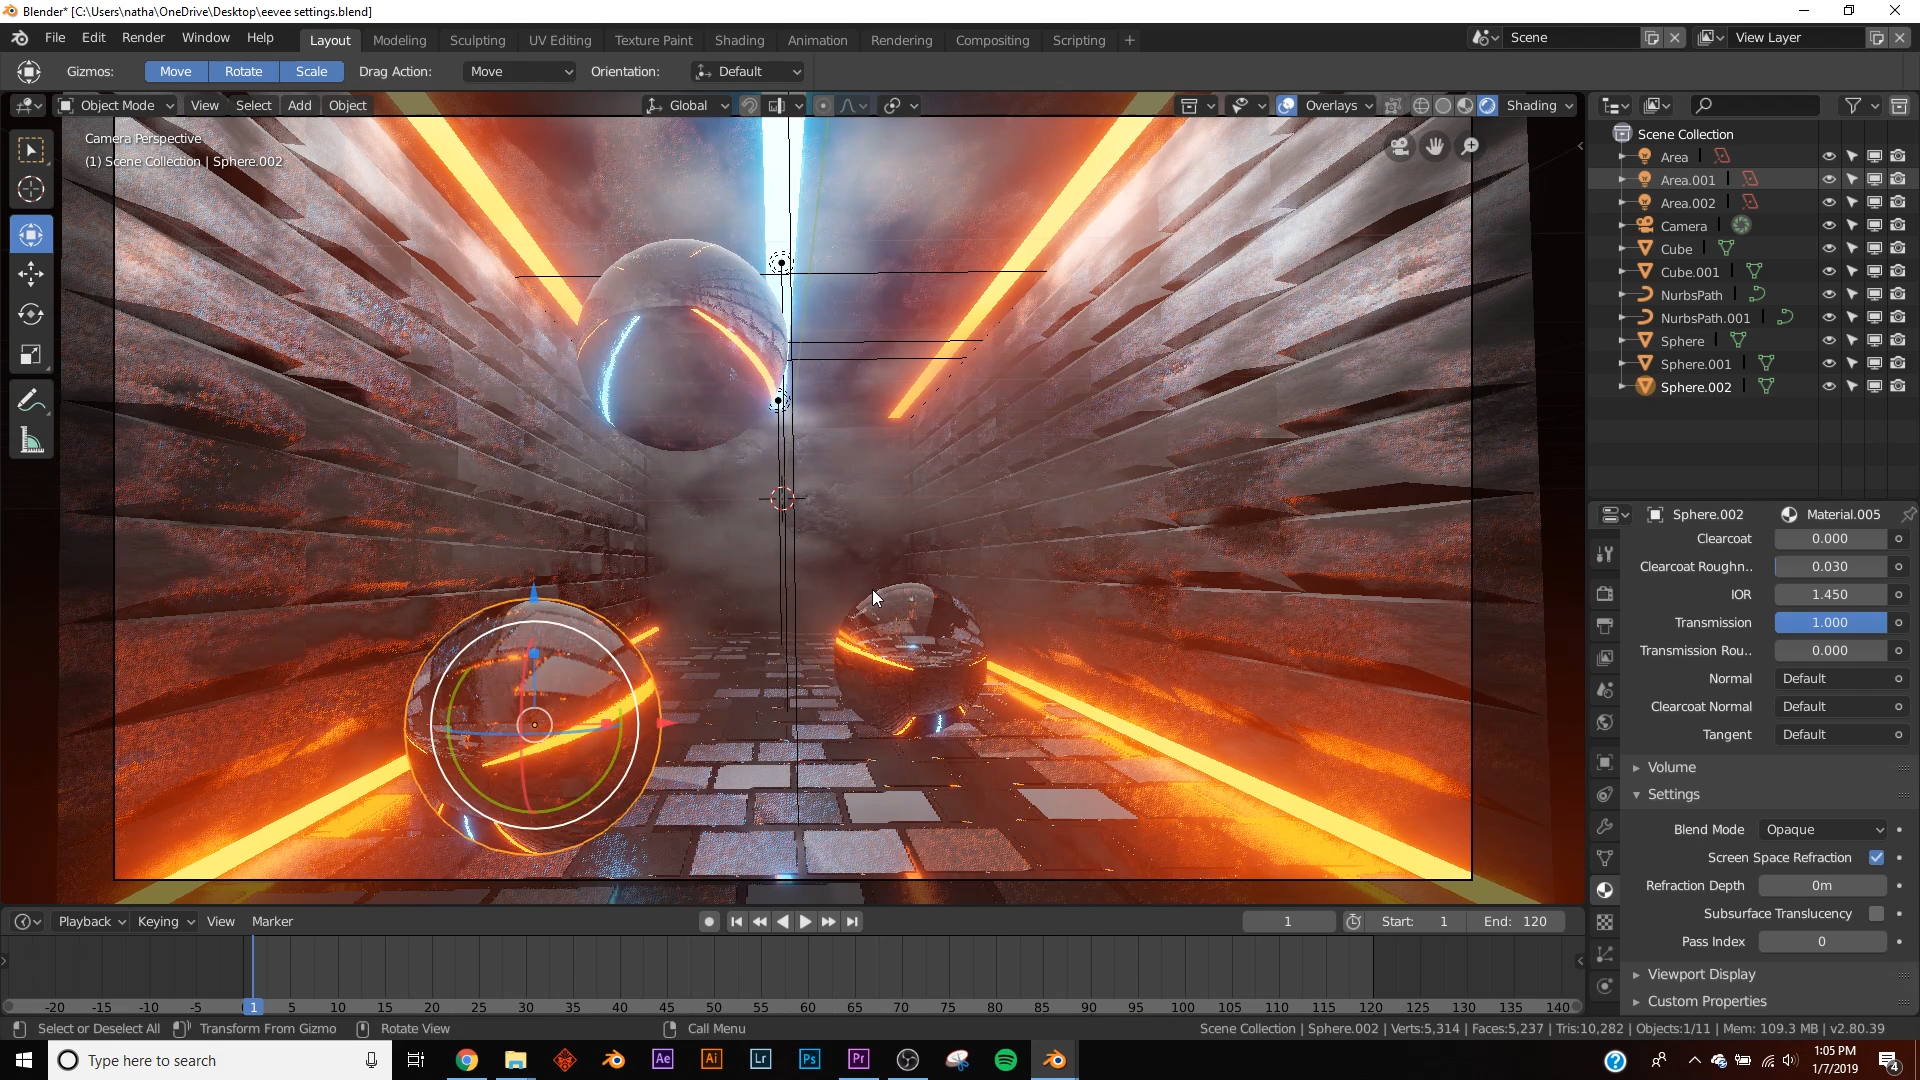 Blender* [C:\Users\natha\OneDrive\Desktop\eevee settings.blend]
File Edit Render Window Help Layout Modeling Sculpting UV Editing Texture Paint Shading Animation Rendering Compositing Scripting + Scene View Layer
Gizmos: Move Rotate Scale Drag Action: Move Orientation: Default
Object Mode View Select Add Object Global Overlays Shading
Camera Perspective
(1) Scene Collection | Sphere.002
Scene Collection
Area
Area.001
Area.002
Camera
Cube
Cube.001
NurbsPath
NurbsPath.001
Sphere
Sphere.001
Sphere.002
Sphere.002 Material.005
Clearcoat 0.000
Clearcoat Roughn.. 0.030
IOR 1.450
Transmission 1.000
Transmission Rou.. 0.000
Normal Default
Clearcoat Normal Default
Tangent Default
Volume
Settings
Blend Mode Opaque
Screen Space Refraction
Refraction Depth 0m
Subsurface Translucency
Pass Index 0
Viewport Display
Custom Properties
Playback Keying View Marker 1 Start: 1 End: 120
-20 -15 -10 -5 1 5 10 15 20 25 30 35 40 45 50 55 60 65 70 75 80 85 90 95 100 105 110 115 120 125 130 135 140
Select or Deselect All Transform From Gizmo Rotate View Call Menu Scene Collection | Sphere.002 | Verts:5,314 | Faces:5,237 | Tris:10,282 | Objects:1/11 | Mem: 109.3 MB | v2.80.39
Type here to search Ae Ai Lr Ps Pr ? 1:05 PM
1/7/2019 4